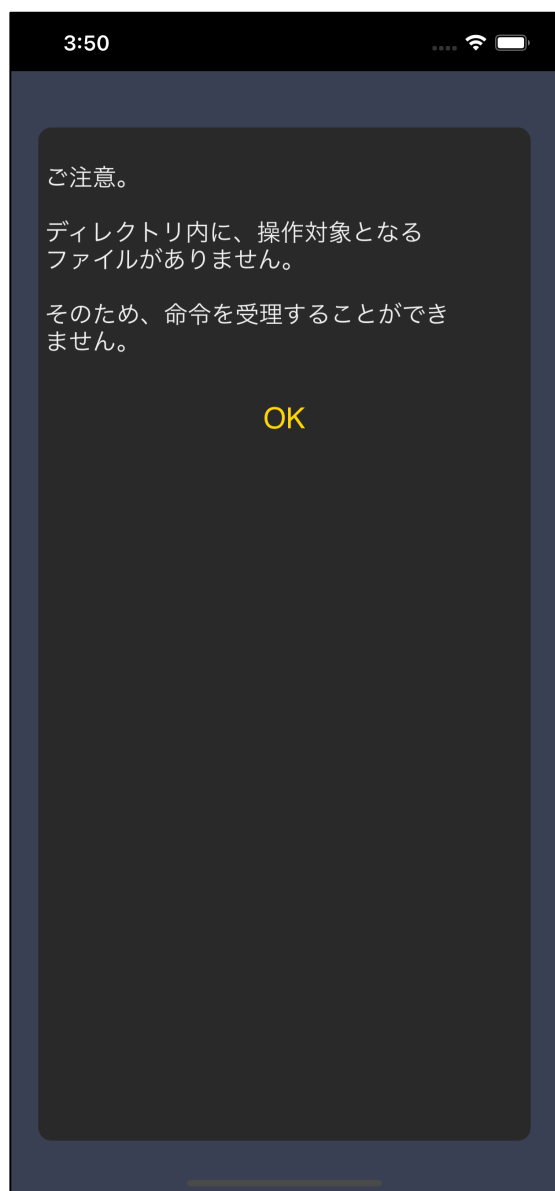 3:50
ご注意。
ディレクトリ内に、操作対象となる
ファイルがありません。
そのため、命令を受理することができ
ません。
OK